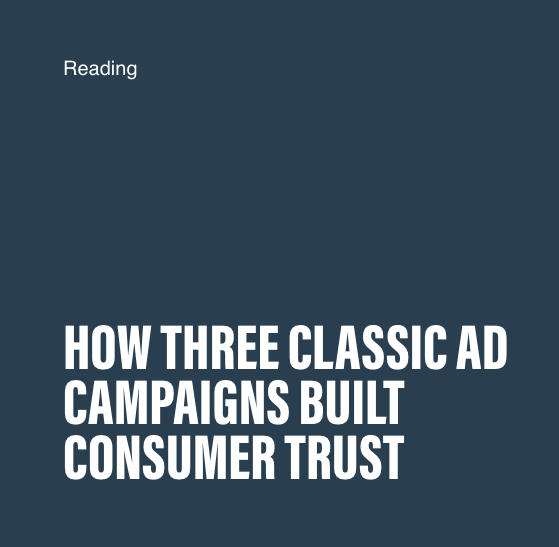 Reading
HOW THREE CLASSIC AD
CAMPAIGNS BUILT
CONSUMER TRUST